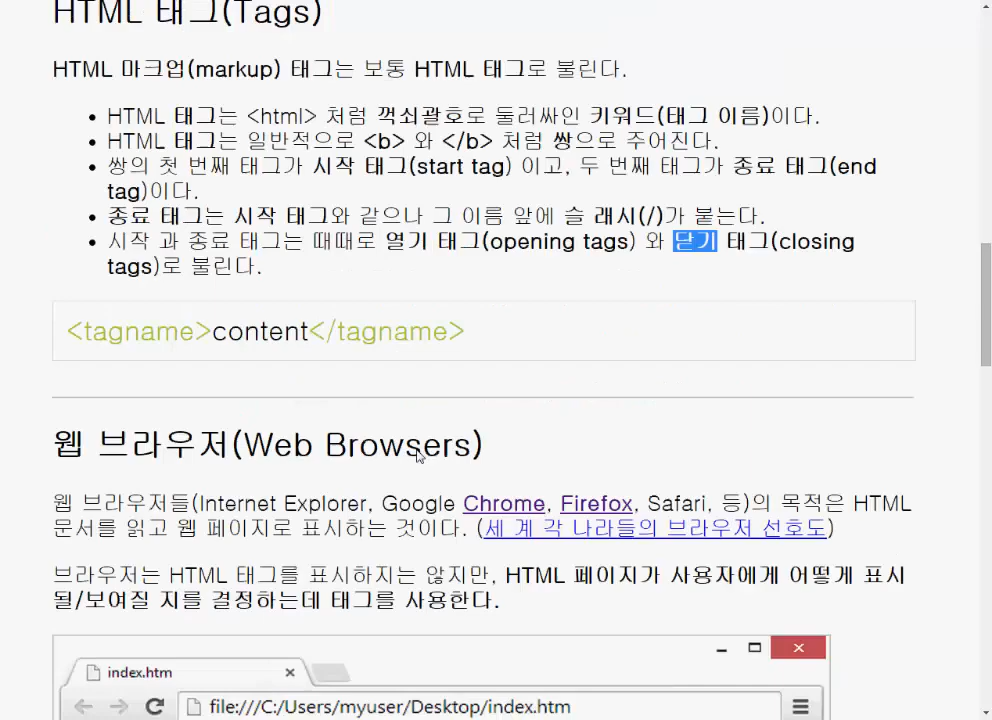 HTML 태그(Tags)
HTML 마크업(markup) 태그는 보통 HTML 태그로 불린다.
• HTML 태그는 <html> 처럼 꺽쇠괄호로 둘러싸인 키워드(태그 이름)이다.
• HTML 태그는 일반적으로 <b> 와 </b> 처럼 쌍으로 주어진다.
• 쌍의 첫 번째 태그가 시작 태그(start tag) 이고, 두 번째 태그가 종료 태그(end
tag)이다.
• 종료 태그는 시작 태그와 같으나 그 이름 앞에 슬 래시(/)가 붙는다.
• 시작 과 종료 태그는 때때로 열기 태그(opening tags) 와 닫기 태그(closing
tags)로 불린다.
<tagname>content</tagname>
웹 브라우저(Web Browsers)
웹 브라우저들(Internet Explorer, Google Chrome, Firefox, Safari, 등)의 목적은 HTML
문서를 읽고 웹 페이지로 표시하는 것이다. (세 계 각 나라들의 브라우저 선호도)
브라우저는 HTML 태그를 표시하지는 않지만, HTML 페이지가 사용자에게 어떻게 표시
될/보여질 지를 결정하는데 태그를 사용한다.
index.htm
file:///C:/Users/myuser/Desktop/index.htm